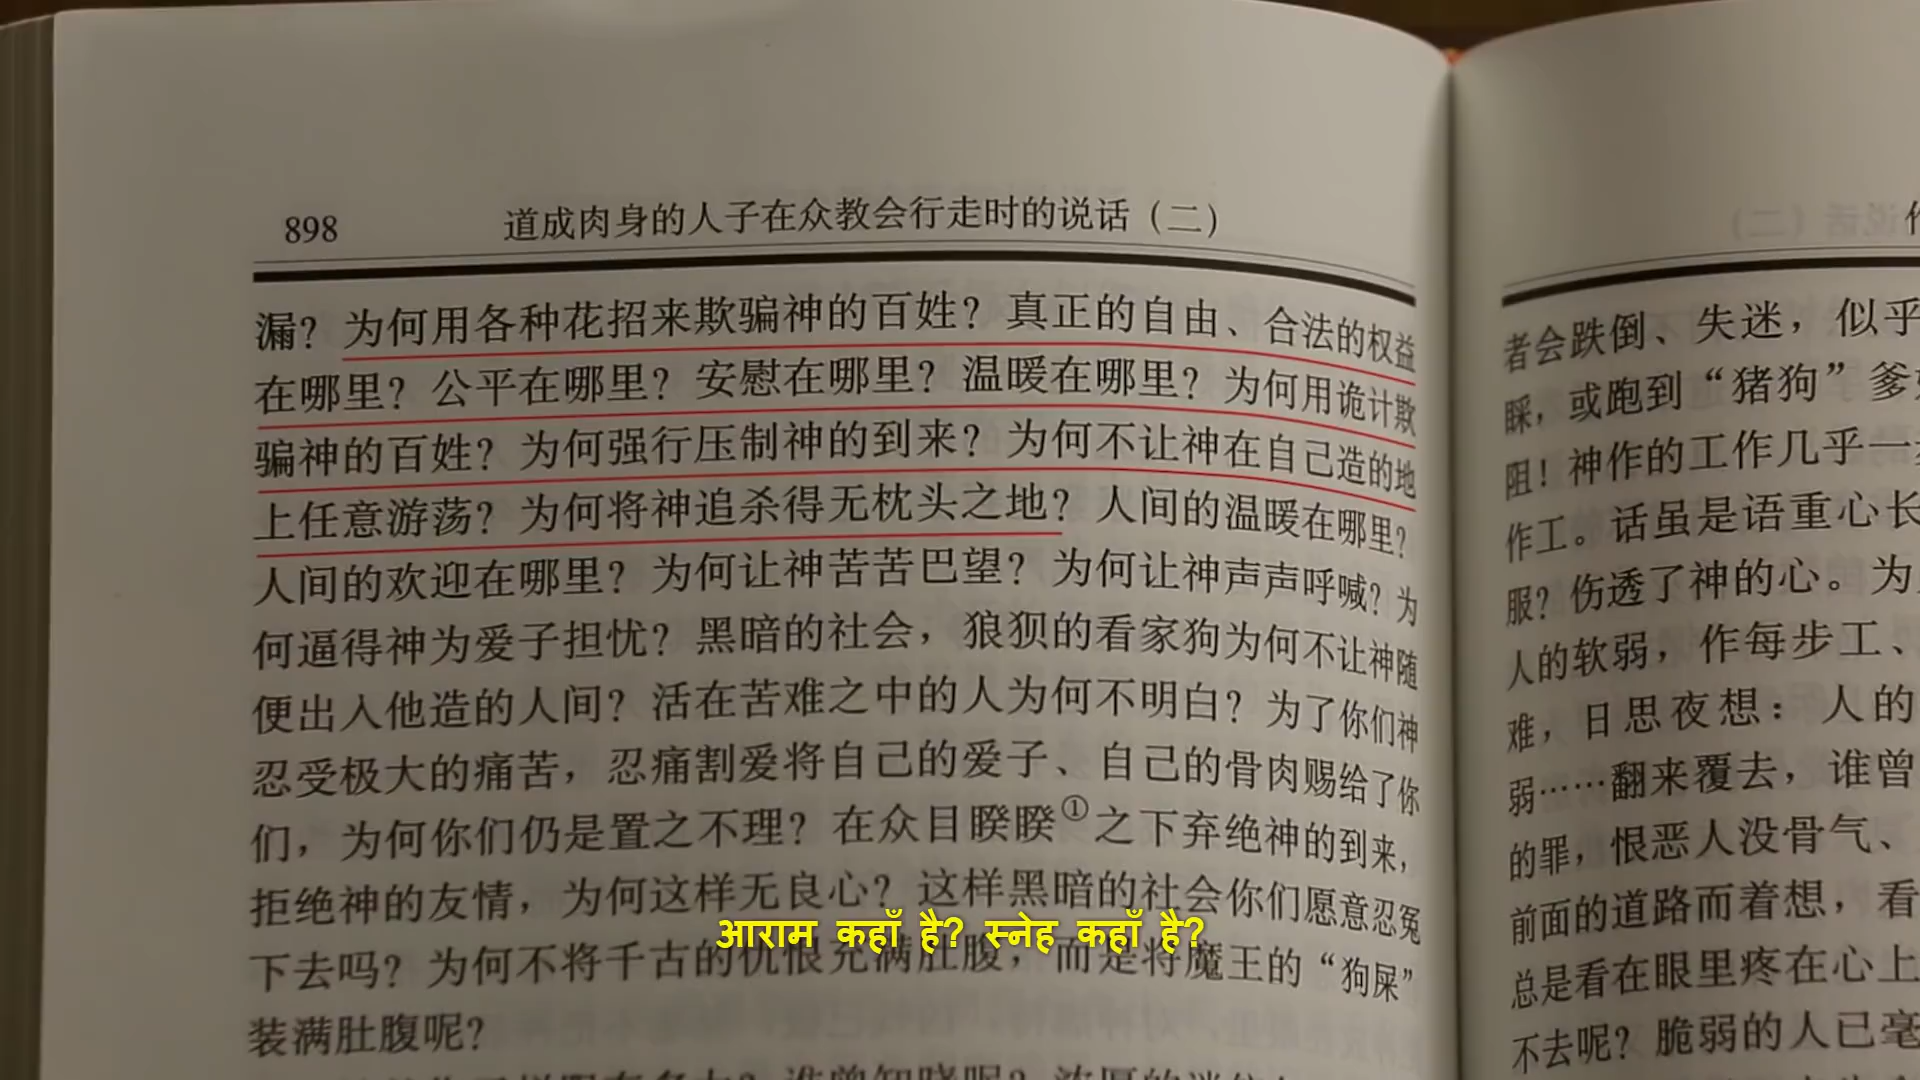 898
道成肉身的人子在众教会行走时的说话（二）
漏？为何用各种花招来欺骗神的百姓？真正的自由、合法的权益
在哪里？公平在哪里？安慰在哪里？温暖在哪里？为何用诡计欺
骗神的百姓？为何强行压制神的到来？为何不让神在自己造的地
上任意游荡？为何将神追杀得无枕头之地？人间的温暖在哪里？
人间的欢迎在哪里？为何让神苦苦巴望？为何让神声声呼喊？为
何逼得神为爱子担忧？黑暗的社会，狼狈的看家狗为何不让神随
便出入他造的人间？活在苦难之中的人为何不明白？为了你们神
忍受极大的痛苦，忍痛割爱将自己的爱子、自己的骨肉赐给了你
们，为何你们仍是置之不理？在众目睽睽①之下弃绝神的到来，
拒绝神的友情，为何这样无良心？这样黑暗的社会你们愿意忍冤
下去吗？为何不将千古的仇恨充满肚腹，而是将魔王的“狗屎”
装满肚腹呢？
者会跌倒、失迷，似乎
睬，或跑到“猪狗”爹
阻！神作的工作几乎一
作工。话虽是语重心长
服？伤透了神的心。为
人的软弱，作每步工、
难，日思夜想：人的
弱……翻来覆去，谁曾
的罪，恨恶人没骨气、
前面的道路而着想，看
总是看在眼里疼在心上
不去呢？脆弱的人已毫
आराम कहाँ है? स्नेह कहाँ है?